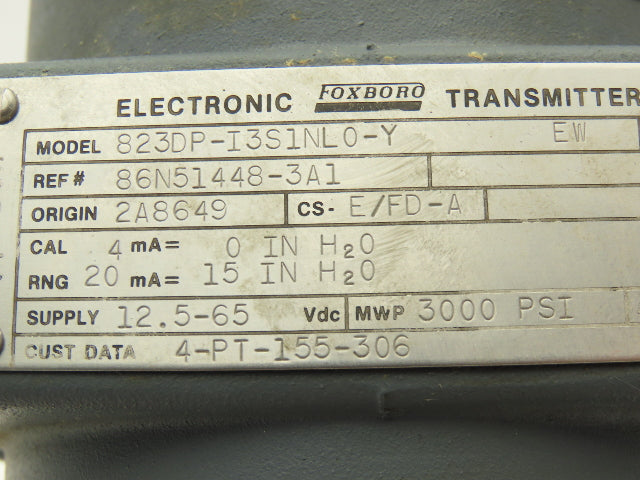 ELECTRONIC FOXBORO TRANSMITTER
MODEL 823DP-I3S1NL0-Y EW
REF# 86N51448-3A1
ORIGIN 2A8649 CS- E/FD-A
CAL 4 mA= 0 IN H₂O
RNG 20 mA= 15 IN H₂O
SUPPLY 12.5-65 Vdc MWP 3000 PSI
CUST DATA 4-PT-155-306